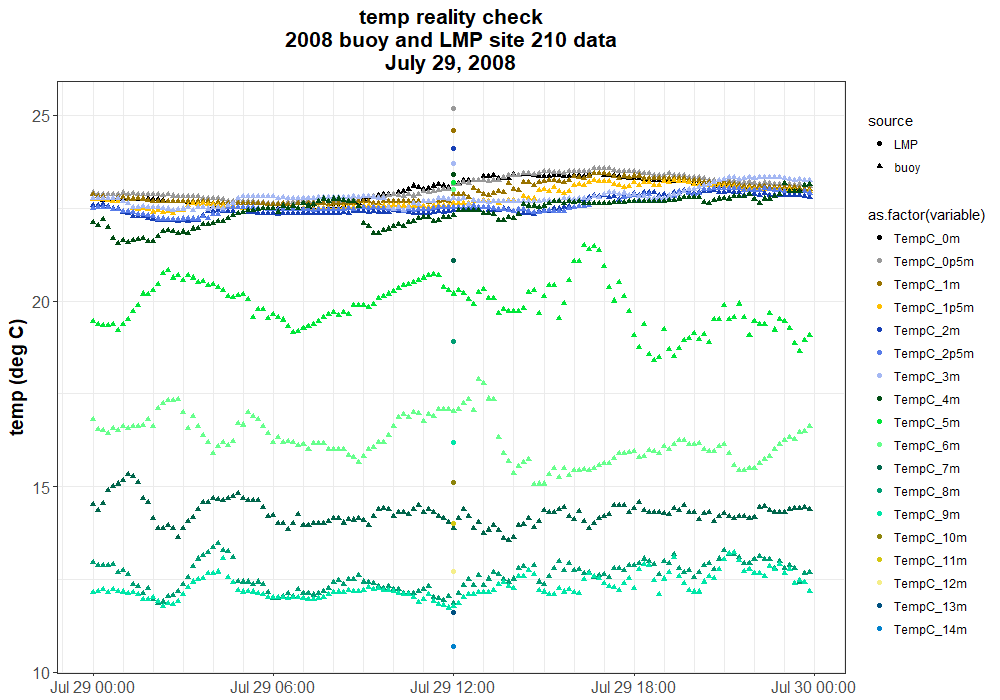 temp reality check
2008 buoy and LMP site 210 data
July 29, 2008
temp (deg C)
25
20
15
10
Jul 29 00:00
Jul 29 06:00
Jul 29 12:00
Jul 29 18:00
Jul 30 00:00
source
LMP
buoy
as.factor(variable)
TempC_0m
TempC_0p5m
TempC_1m
TempC_1p5m
TempC_2m
TempC_2p5m
TempC_3m
TempC_4m
TempC_5m
TempC_6m
TempC_7m
TempC_8m
TempC_9m
TempC_10m
TempC_11m
TempC_12m
TempC_13m
TempC_14m